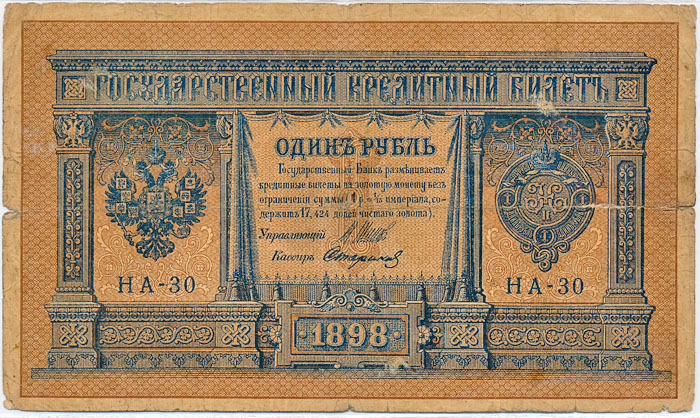 ГОСУДАРСТВЕННЫЙ КРЕДИТНЫЙ БИЛЕТЪ
ОДИНЪ РУБЛЬ
Государственный Банкъ размѣниваетъ
кредитные билеты на золотую монету безъ
ограниченія суммы (1 р. = 1/15 имперіала, со-
держитъ 17,424 долей чистаго золота).
Управляющій
Кассиръ
НА-30
НА-30
1898